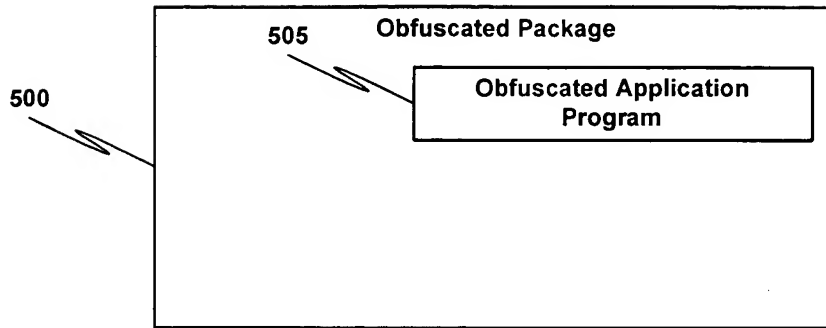 Obfuscated Package
505
500
Obfuscated Application
Program